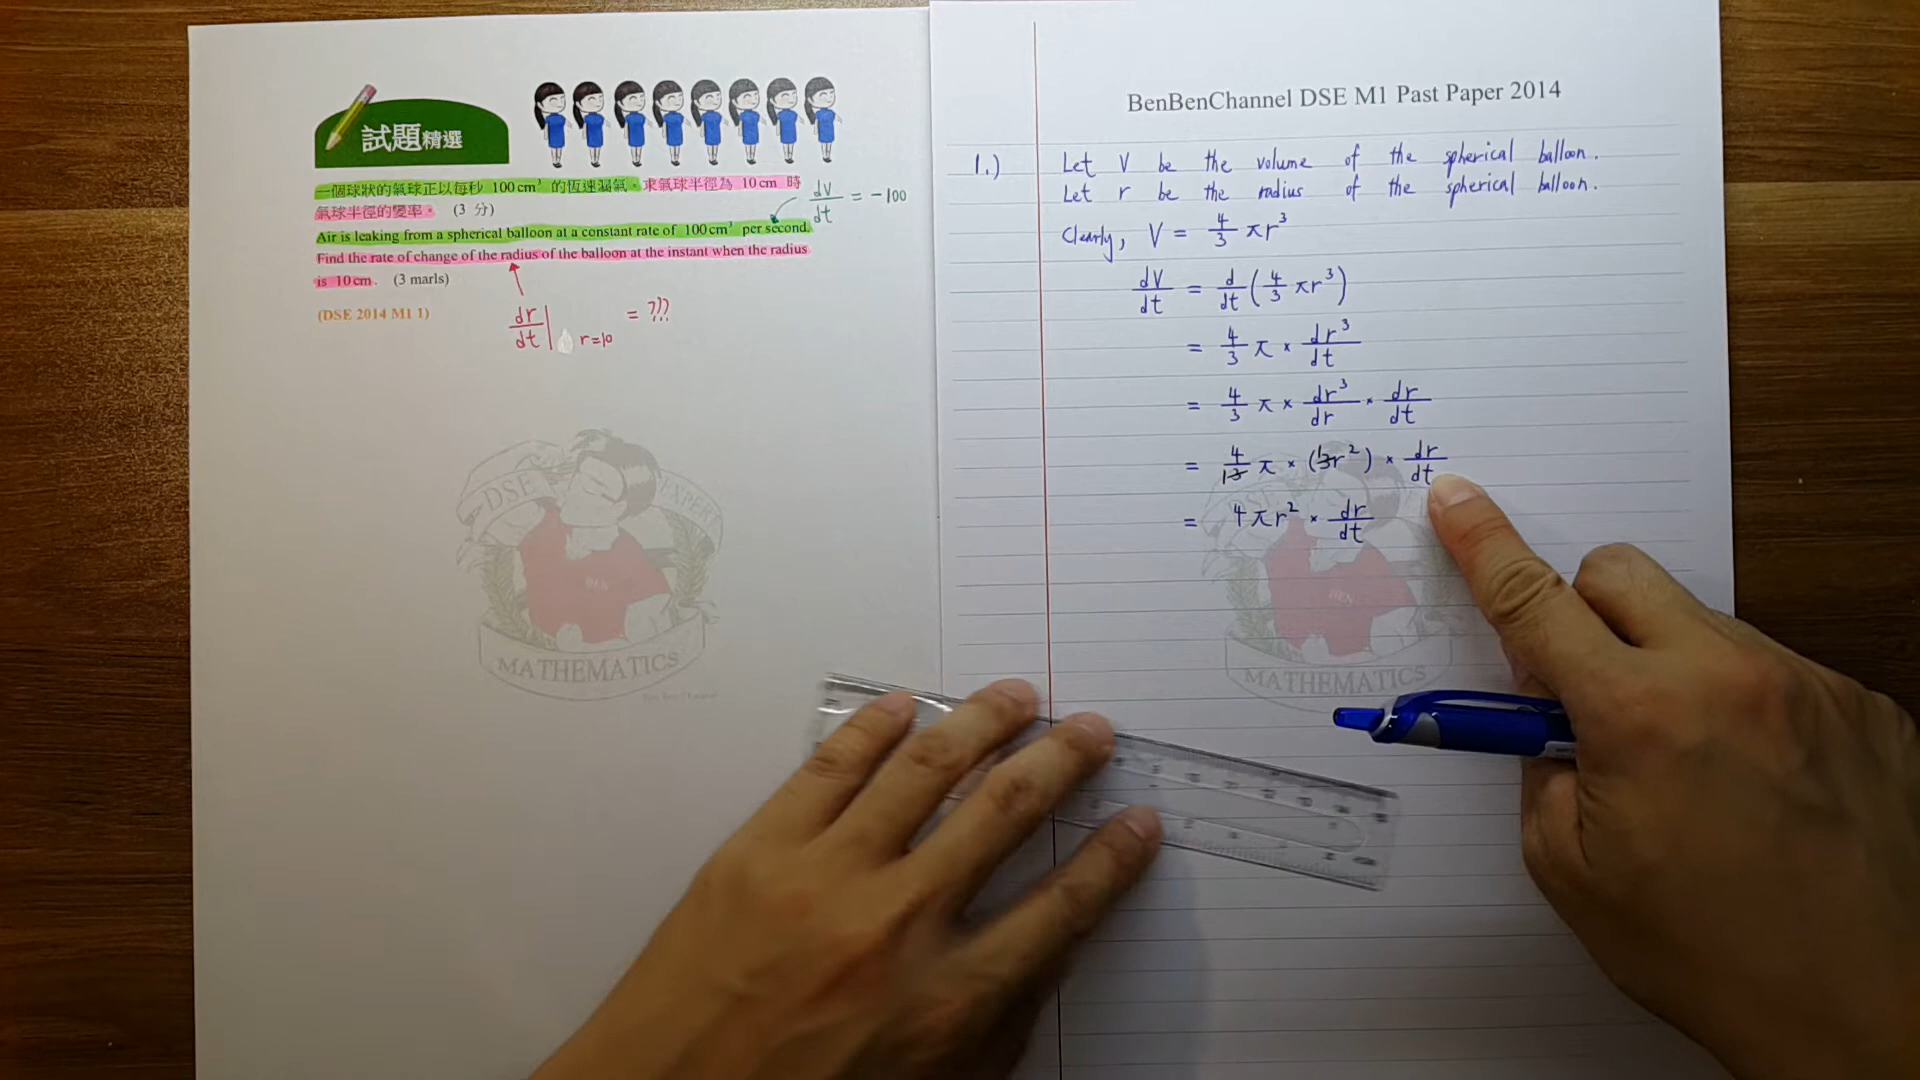 試題精選
一個球狀的氣球正以每秒 100 cm³ 的恆速漏氣。求氣球半徑為 10 cm 時
氣球半徑的變率。 (3 分)
dV/dt = -100
Air is leaking from a spherical balloon at a constant rate of 100 cm³ per second.
Find the rate of change of the radius of the balloon at the instant when the radius
is 10 cm. (3 marls)
(DSE 2014 M1 1)
dr/dt | r=10 = ???
DSE EXPERT
BEN
MATHEMATICS
BenBenChannel DSE M1 Past Paper 2014
1.) Let V be the volume of the spherical balloon.
Let r be the radius of the spherical balloon.
Clearly, V = 4/3 πr³
dV/dt = d/dt (4/3 πr³)
= 4/3 π × dr³/dt
= 4/3 π × dr³/dr × dr/dt
= 4/3 π × (3r²) × dr/dt
= 4πr² × dr/dt
BEN
MATHEMATICS